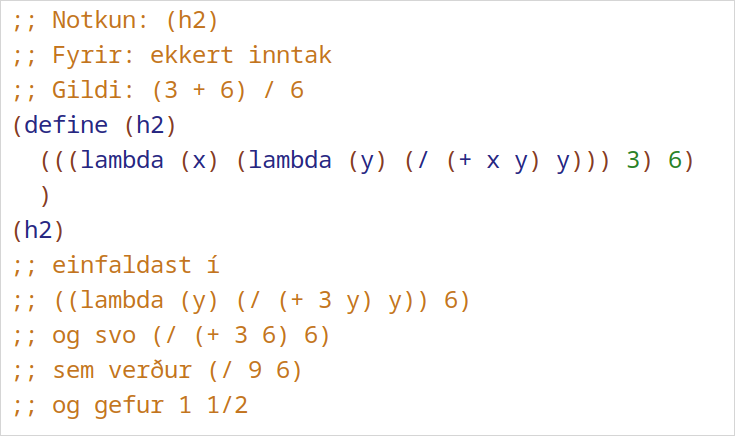 ;; Notkun: (h2)
;; Fyrir: ekkert inntak
;; Gildi: (3 + 6) / 6
(define (h2)
  (((lambda (x) (lambda (y) (/ (+ x y) y))) 3) 6)
  )
(h2)
;; einfaldast í
;; ((lambda (y) (/ (+ 3 y) y)) 6)
;; og svo (/ (+ 3 6) 6)
;; sem verður (/ 9 6)
;; og gefur 1 1/2